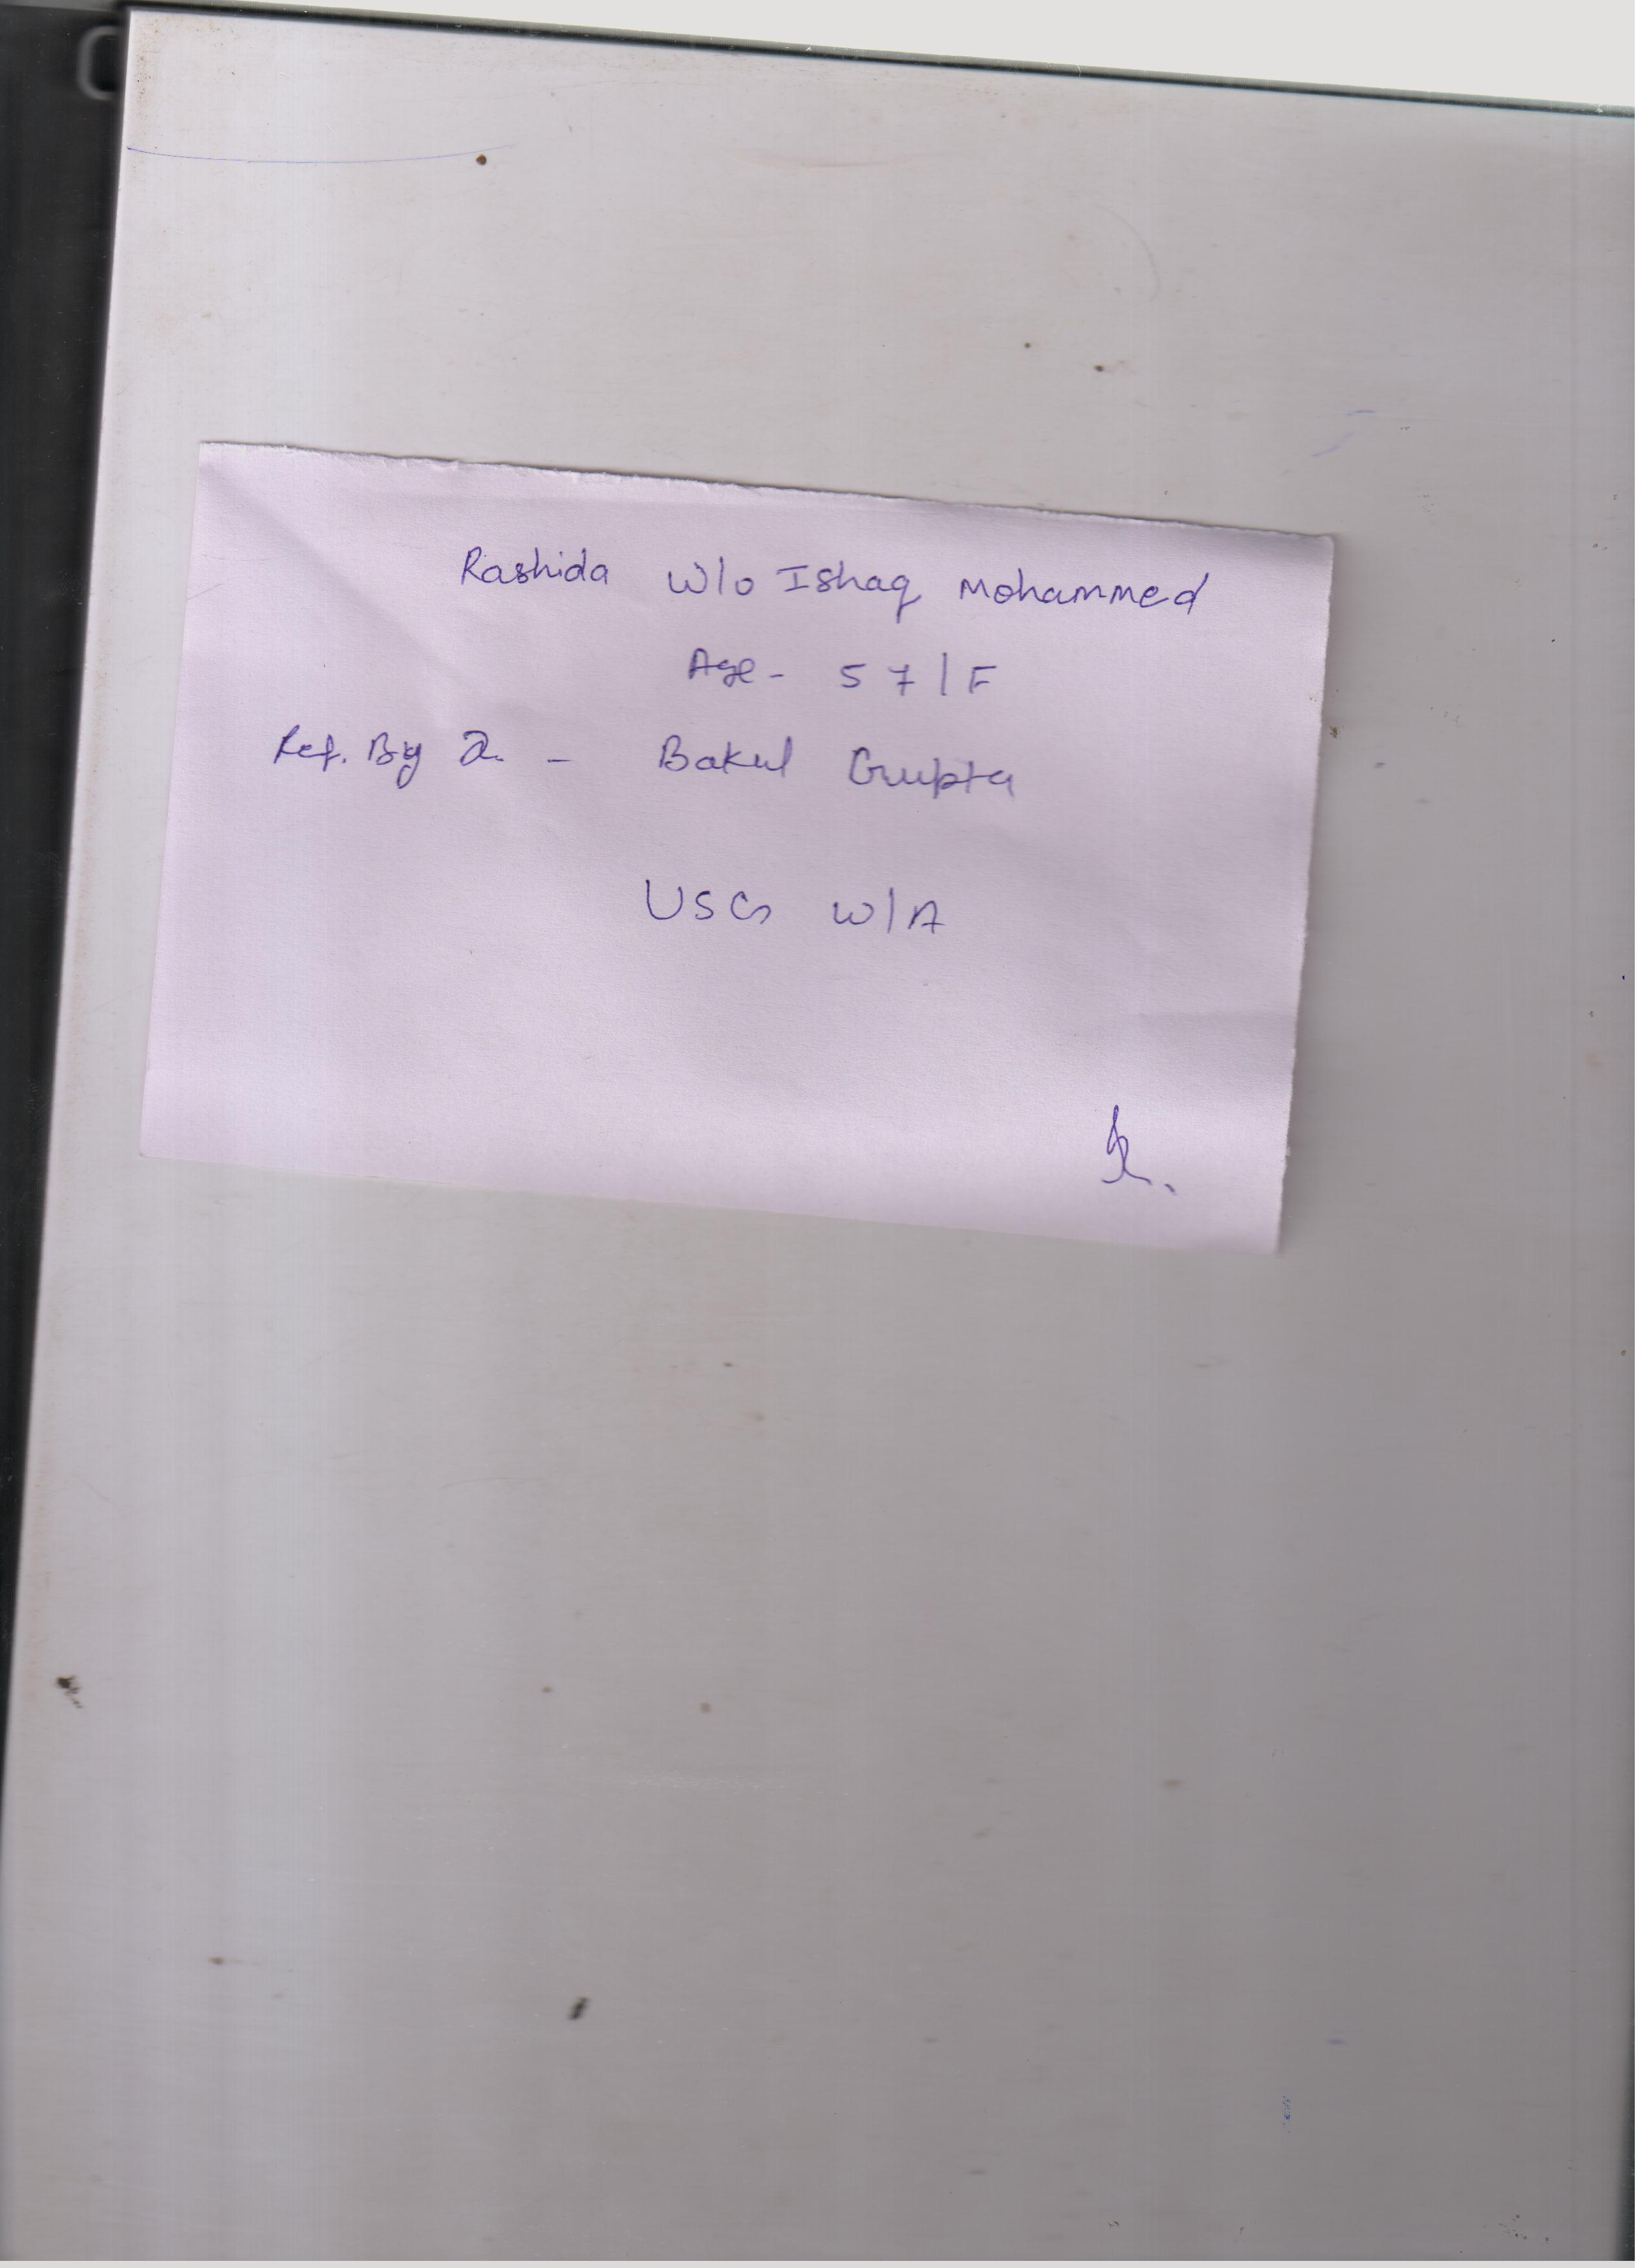 Rashida W/o Ishaq Mohammed
Age - 57/F
Ref. By Dr. - Bakul Gupta
USG W/A